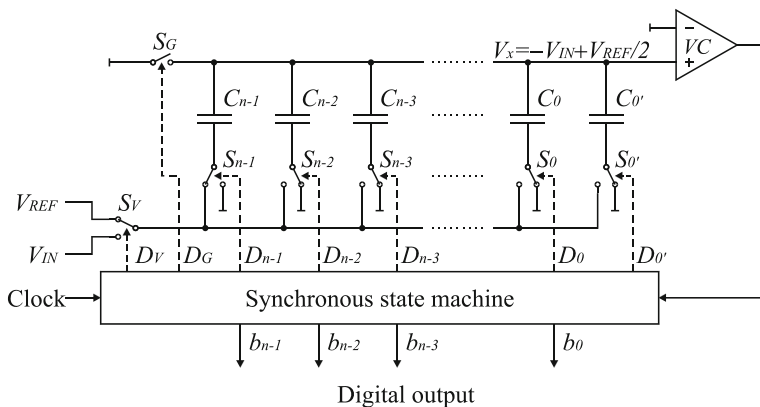 S_G V_x=−V_IN+V_REF/2 − VC +
C_n-1 C_n-2 C_n-3 C_0 C_0'
S_n-1 S_n-2 S_n-3 S_0 S_0'
V_REF S_V
V_IN D_V D_G D_n-1 D_n-2 D_n-3 D_0 D_0'
Clock Synchronous state machine
b_n-1 b_n-2 b_n-3 b_0
Digital output